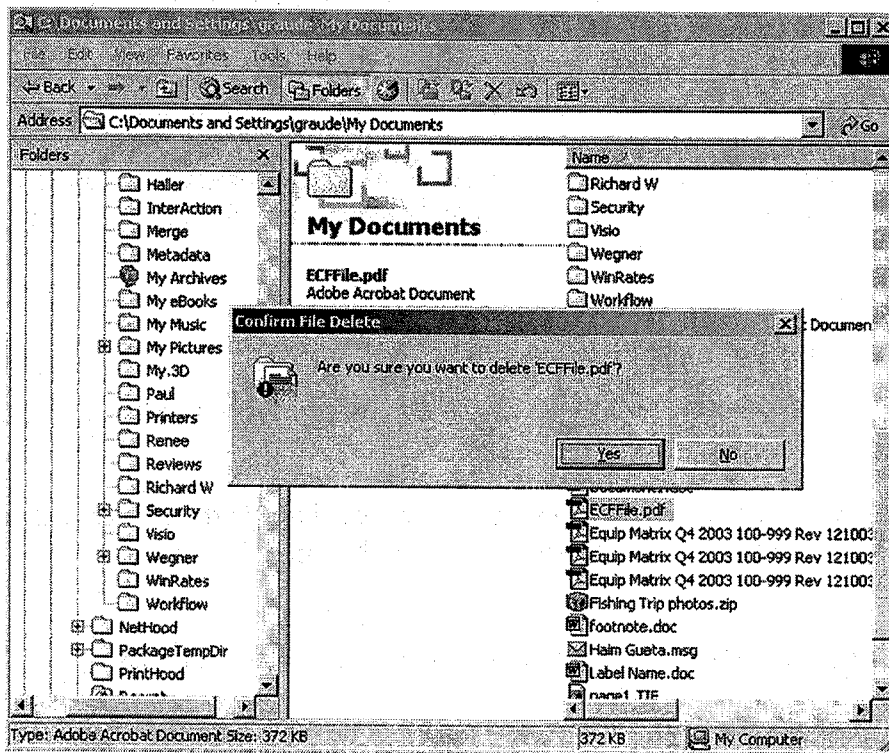 C:\Documents and Settings\graude\My Documents
File Edit View Favorites Tools Help
Back Search Folders
Address C:\Documents and Settings\graude\My Documents Go
Folders
Haller
InterAction
Merge
Metadata
My Archives
My eBooks
My Music
My Pictures
My.3D
Paul
Printers
Renee
Reviews
Richard W
Security
Visio
Wegner
WinRates
Workflow
NetHood
PackageTempDir
PrintHood
My Documents
ECFFile.pdf
Adobe Acrobat Document
Name
Richard W
Security
Visio
Wegner
WinRates
Workflow
t Documen
Confirm File Delete
Are you sure you want to delete 'ECFFile.pdf'?
Yes No
ECFFile.pdf
Equip Matrix Q4 2003 100-999 Rev 121003
Equip Matrix Q4 2003 100-999 Rev 121003
Equip Matrix Q4 2003 100-999 Rev 121003
Fishing Trip photos.zip
footnote.doc
Haim Gueta.msg
Label Name.doc
page1.TIF
Type: Adobe Acrobat Document Size: 372 KB 372 KB My Computer